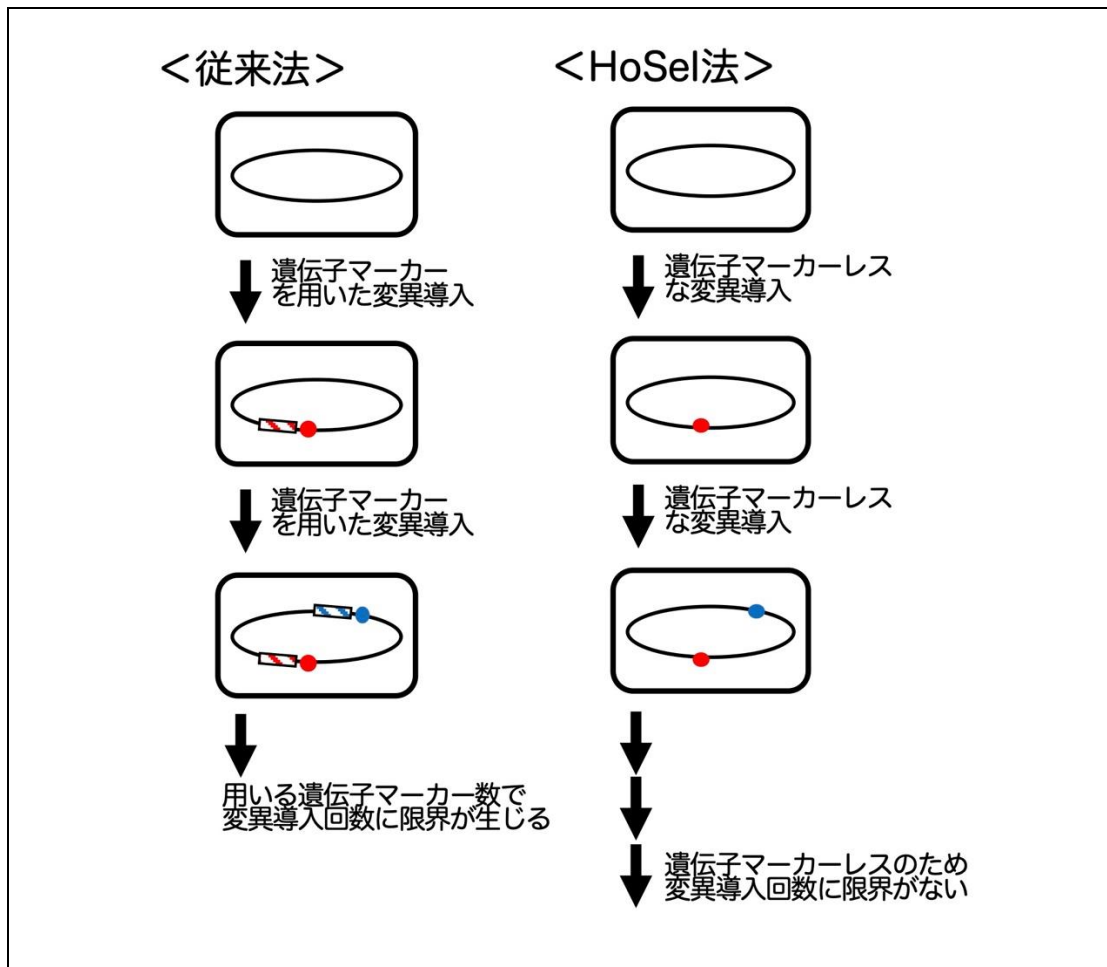 ＜従来法＞
遺伝子マーカー
を用いた変異導入
遺伝子マーカー
を用いた変異導入
用いる遺伝子マーカー数で
変異導入回数に限界が生じる
＜HoSeI法＞
遺伝子マーカーレス
な変異導入
遺伝子マーカーレス
な変異導入
遺伝子マーカーレスのため
変異導入回数に限界がない